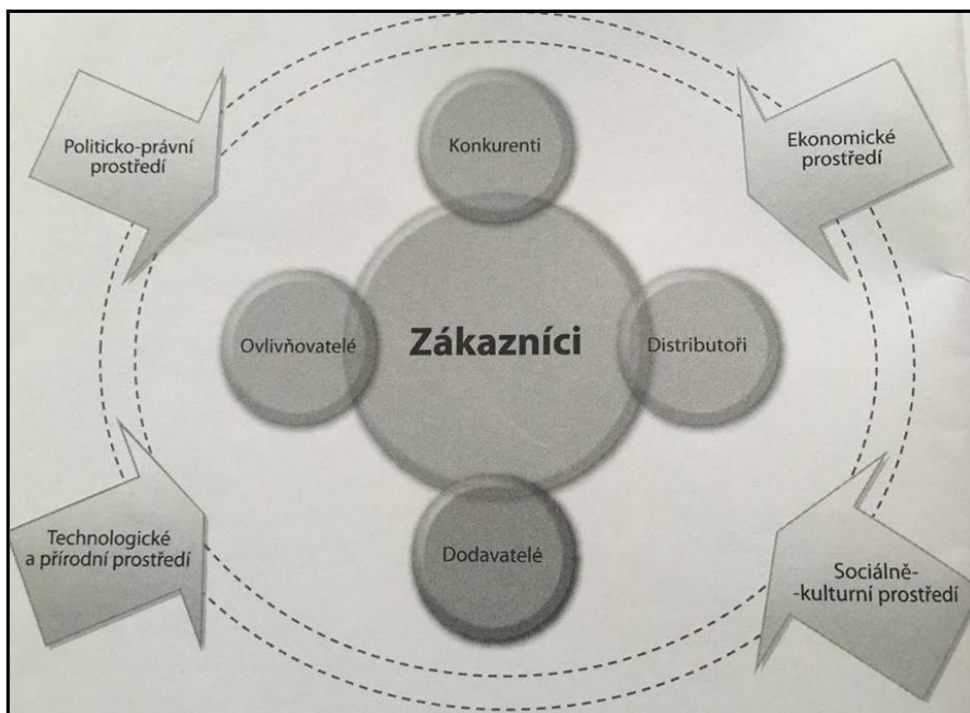 Politicko-právní
prostředí
Konkurenti
Ekonomické
prostředí
Ovlivňovatelé
Zákazníci
Distributoři
Technologické
a přírodní prostředí
Dodavatelé
Sociálně-
-kulturní prostředí